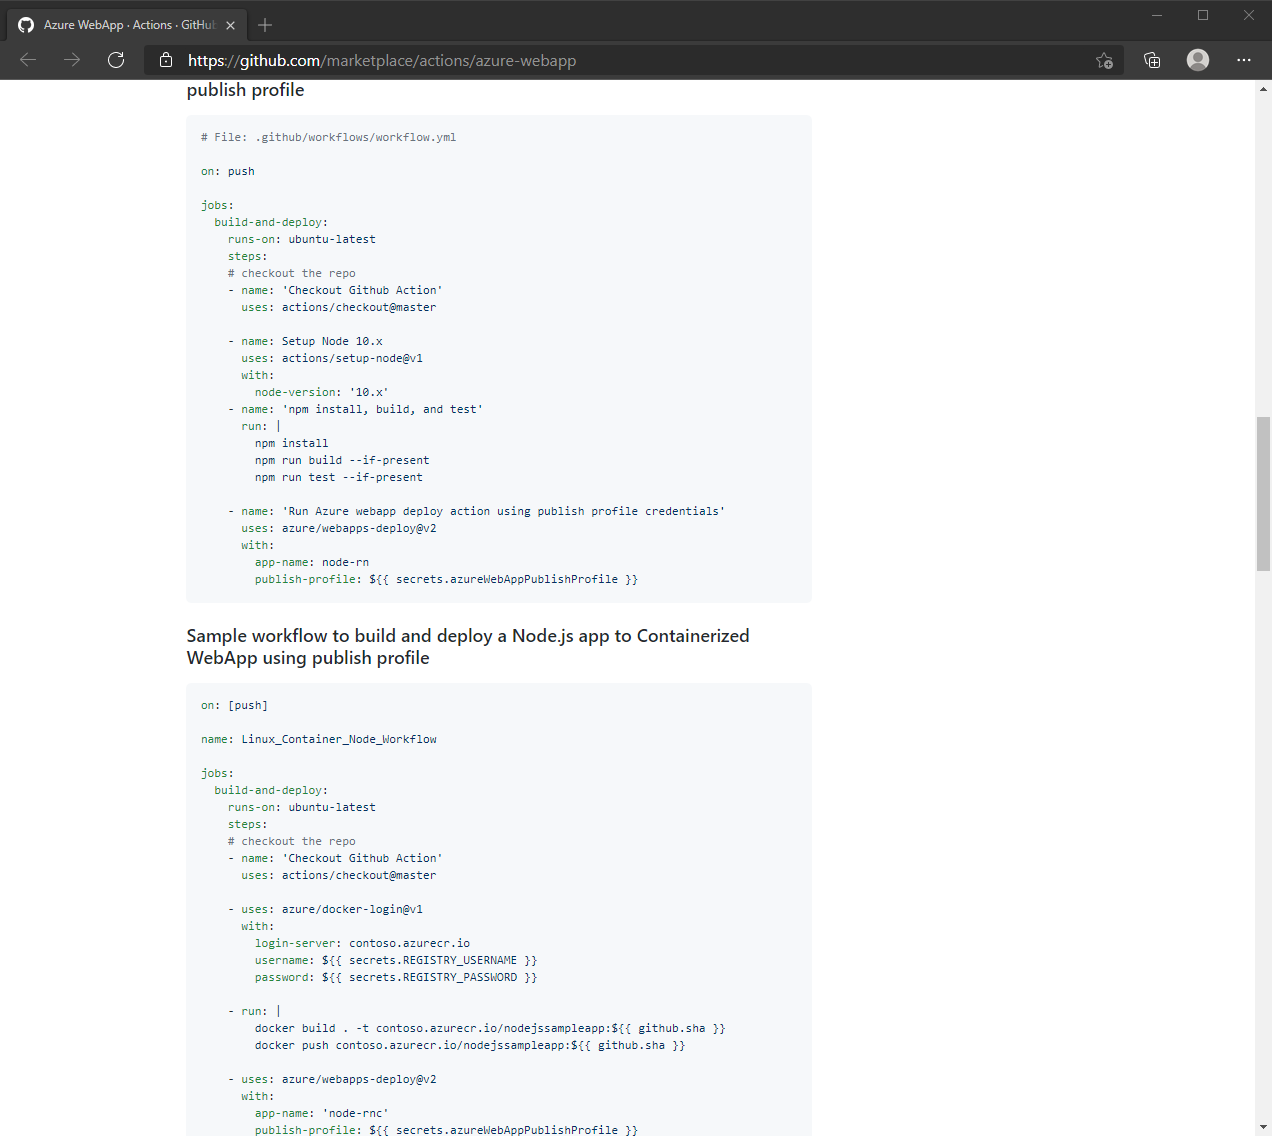 Azure WebApp · Actions · GitHub
https://github.com/marketplace/actions/azure-webapp
publish profile
# File: .github/workflows/workflow.yml
on: push
jobs:
  build-and-deploy:
    runs-on: ubuntu-latest
    steps:
    # checkout the repo
    - name: 'Checkout Github Action'
      uses: actions/checkout@master
    - name: Setup Node 10.x
      uses: actions/setup-node@v1
      with:
        node-version: '10.x'
    - name: 'npm install, build, and test'
      run: |
        npm install
        npm run build --if-present
        npm run test --if-present
    - name: 'Run Azure webapp deploy action using publish profile credentials'
      uses: azure/webapps-deploy@v2
      with:
        app-name: node-rn
        publish-profile: ${{ secrets.azureWebAppPublishProfile }}
Sample workflow to build and deploy a Node.js app to Containerized
WebApp using publish profile
on: [push]
name: Linux_Container_Node_Workflow
jobs:
  build-and-deploy:
    runs-on: ubuntu-latest
    steps:
    # checkout the repo
    - name: 'Checkout Github Action'
      uses: actions/checkout@master
    - uses: azure/docker-login@v1
      with:
        login-server: contoso.azurecr.io
        username: ${{ secrets.REGISTRY_USERNAME }}
        password: ${{ secrets.REGISTRY_PASSWORD }}
    - run: |
        docker build . -t contoso.azurecr.io/nodejssampleapp:${{ github.sha }}
        docker push contoso.azurecr.io/nodejssampleapp:${{ github.sha }}
    - uses: azure/webapps-deploy@v2
      with:
        app-name: 'node-rnc'
        publish-profile: ${{ secrets.azureWebAppPublishProfile }}